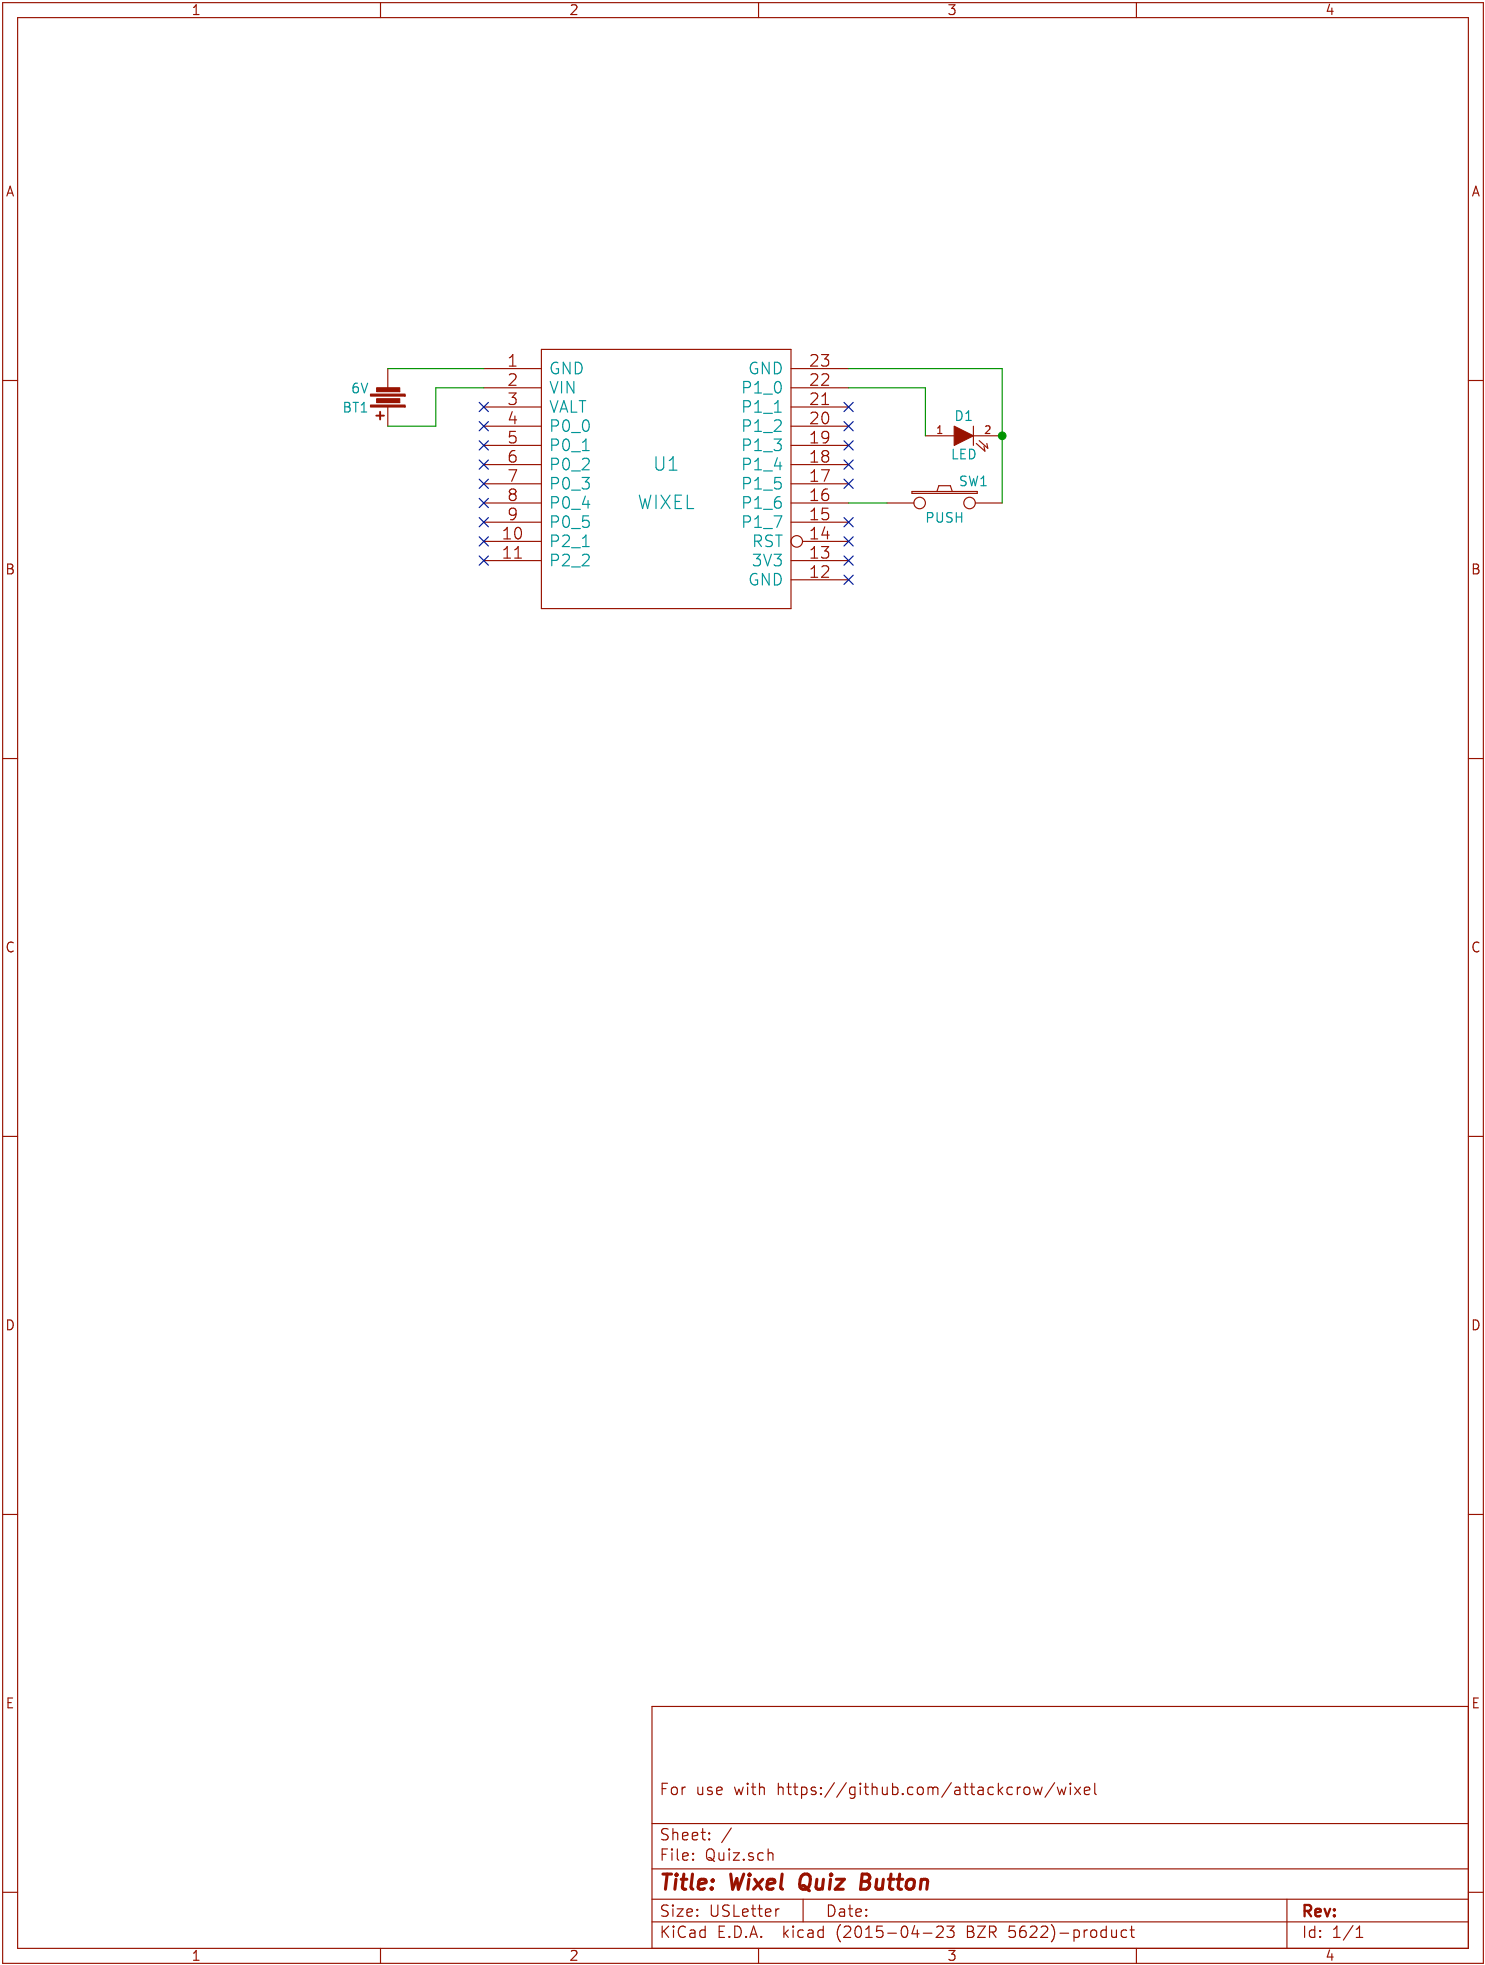 1 2 3 4
A A
1 GND GND 23
6V 2 VIN P1_0 22
BT1 3 VALT P1_1 21
+ 4 P0_0 P1_2 20 D1
5 P0_1 P1_3 19 1 2
6 P0_2 U1 P1_4 18 LED
7 P0_3 P1_5 17 SW1
8 P0_4 WIXEL P1_6 16
9 P0_5 P1_7 15 PUSH
10 P2_1 RST 14
11 P2_2 3V3 13
B GND 12 B
C C
D D
E E
For use with https://github.com/attackcrow/wixel
Sheet: /
File: Quiz.sch
Title: Wixel Quiz Button
Size: USLetter Date: Rev:
KiCad E.D.A. kicad (2015-04-23 BZR 5622)-product Id: 1/1
1 2 3 4